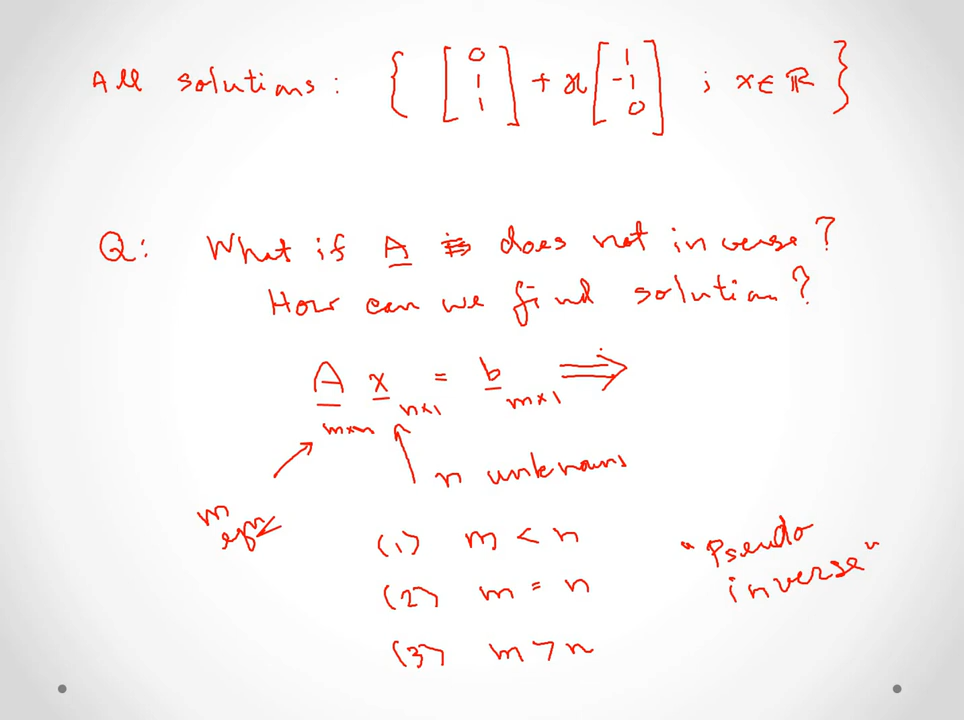 All solutions : { [0 1 1] + x [1 -1 0] ; x ∈ ℝ }
Q: What if A does not inverse ?
How can we find solution ?
A x = b ⟹
m×n n×1 m×1
n unknowns
m eqns
(1) m < n
(2) m = n
(3) m > n
"Pseudo
inverse"